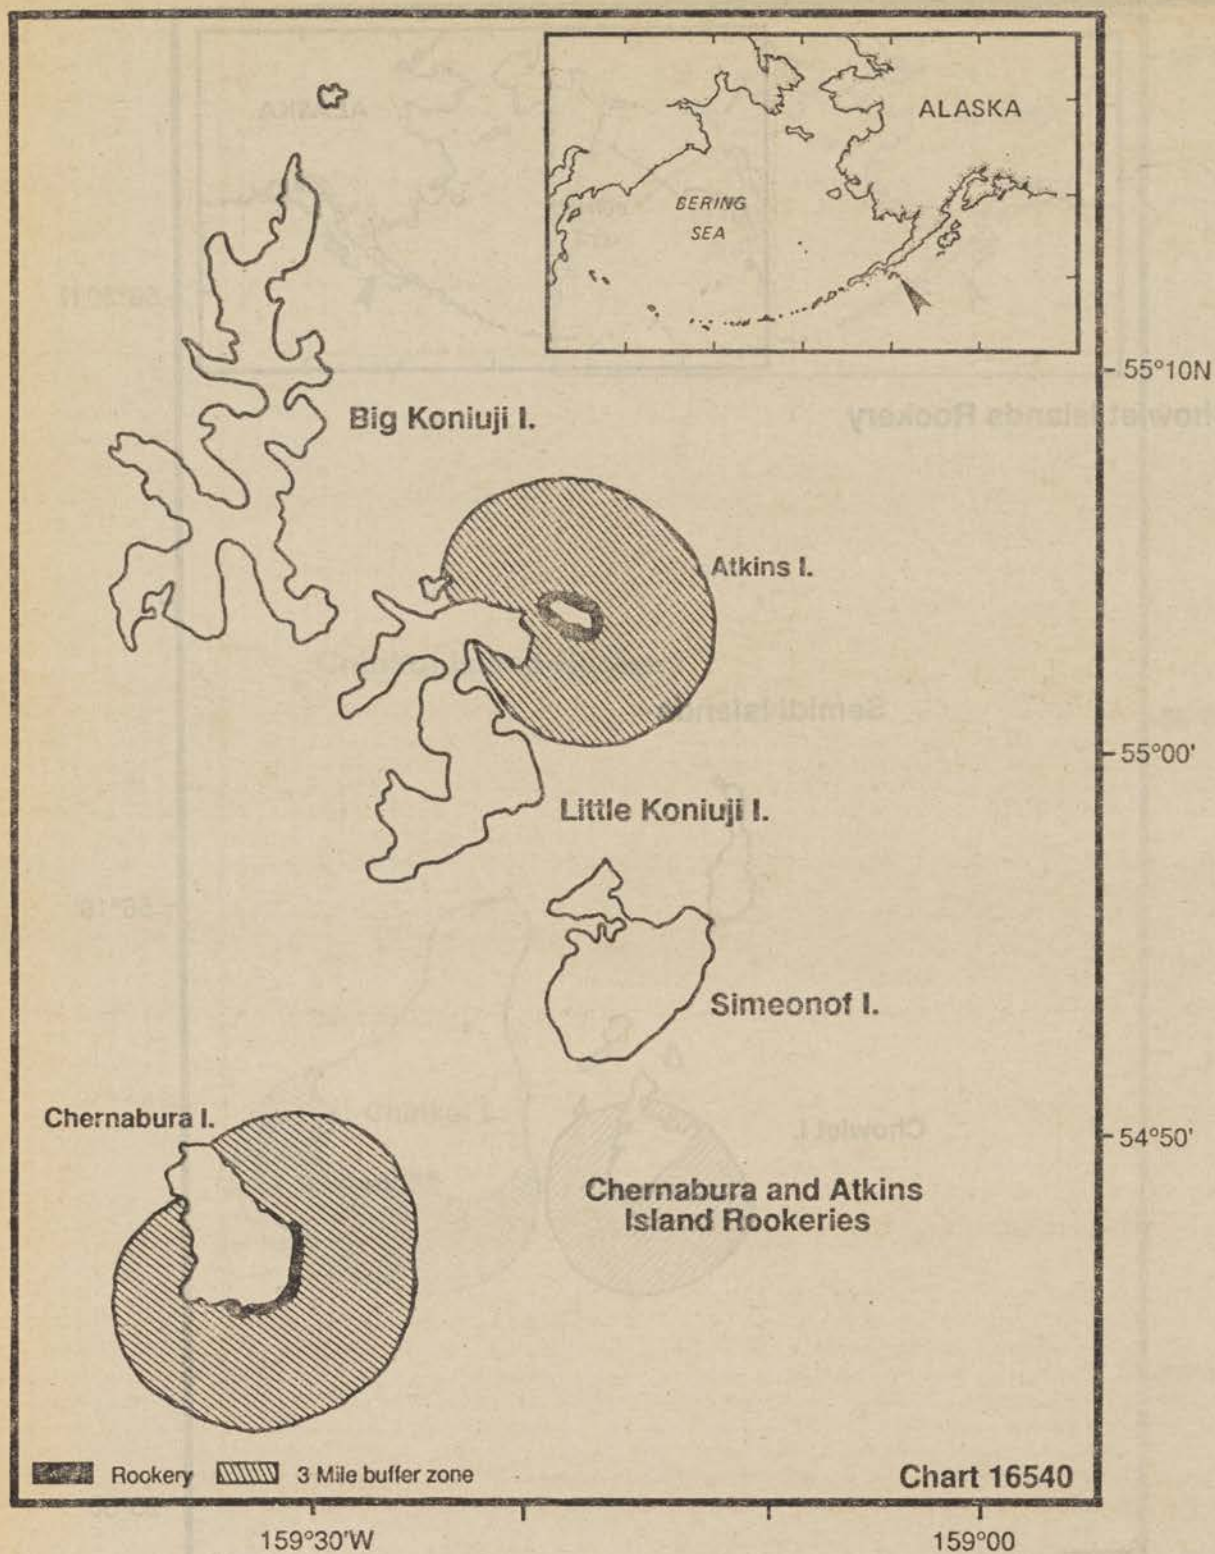 ALASKA
BERING
SEA
55°10N
Big Koniuji I.
Atkins I.
55°00'
Little Koniuji I.
Simeonof I.
Chernabura I.
54°50'
Chernabura and Atkins
Island Rookeries
Rookery 3 Mile buffer zone
Chart 16540
159°30'W 159°00